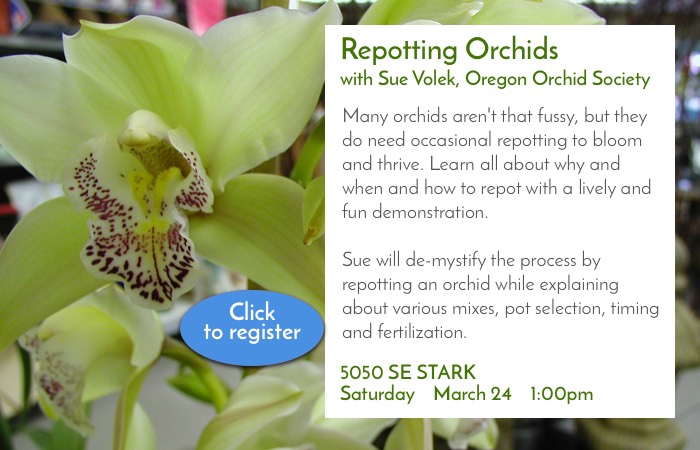 Repotting Orchids
with Sue Volek, Oregon Orchid Society
Many orchids aren't that fussy, but they
do need occasional repotting to bloom
and thrive. Learn all about why and
when and how to repot with a lively and
fun demonstration.
Sue will de-mystify the process by
repotting an orchid while explaining
about various mixes, pot selection, timing
and fertilization.
Click
to register
5050 SE STARK
Saturday March 24 1:00pm